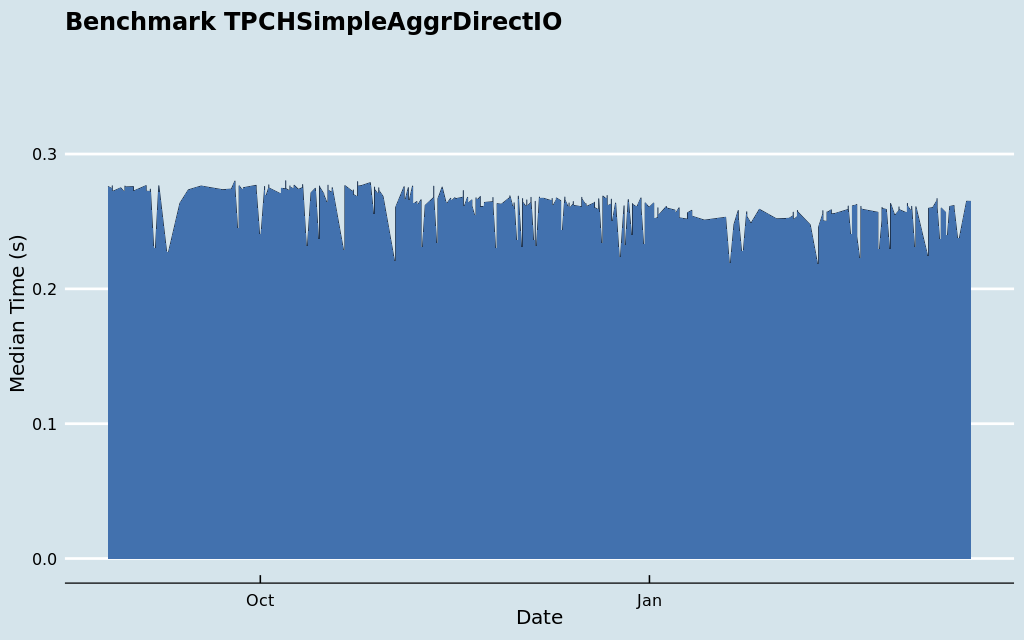 Benchmark TPCHSimpleAggrDirectIO
Median Time (s)
0.3
0.2
0.1
0.0
Oct
Jan
Date